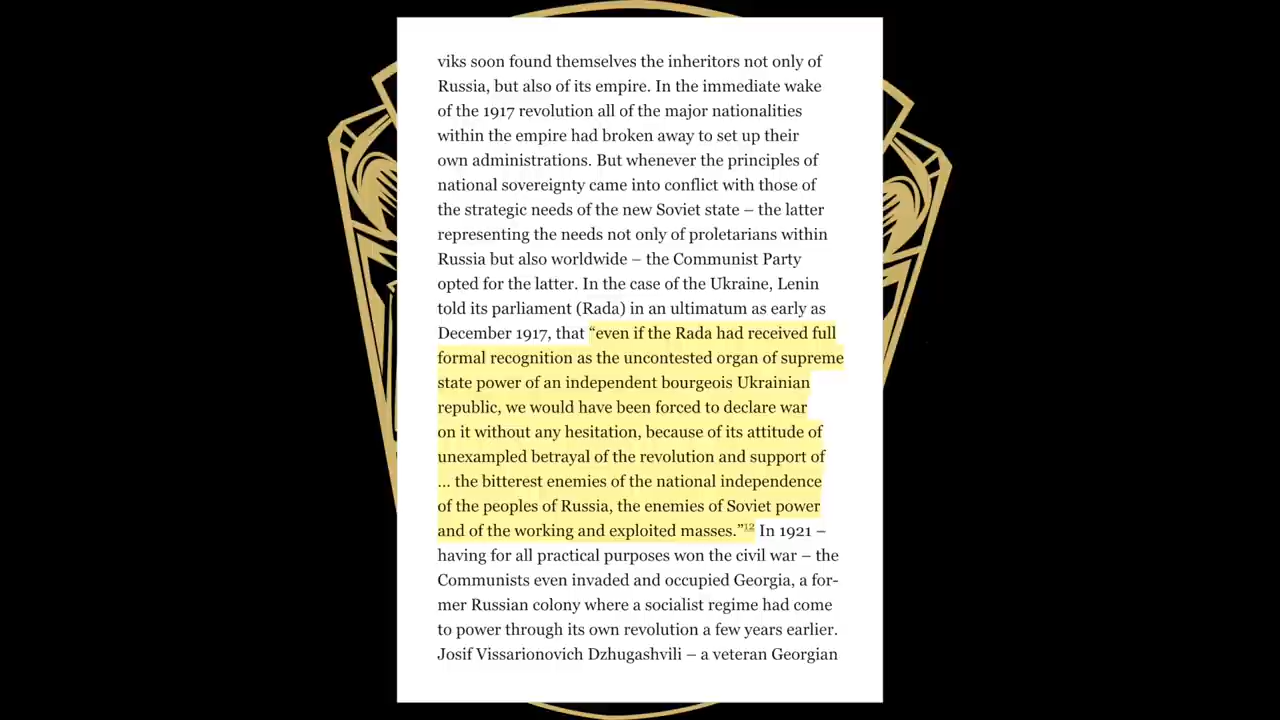 viks soon found themselves the inheritors not only of
Russia, but also of its empire. In the immediate wake
of the 1917 revolution all of the major nationalities
within the empire had broken away to set up their
own administrations. But whenever the principles of
national sovereignty came into conflict with those of
the strategic needs of the new Soviet state – the latter
representing the needs not only of proletarians within
Russia but also worldwide – the Communist Party
opted for the latter. In the case of the Ukraine, Lenin
told its parliament (Rada) in an ultimatum as early as
December 1917, that “even if the Rada had received full
formal recognition as the uncontested organ of supreme
state power of an independent bourgeois Ukrainian
republic, we would have been forced to declare war
on it without any hesitation, because of its attitude of
unexampled betrayal of the revolution and support of
... the bitterest enemies of the national independence
of the peoples of Russia, the enemies of Soviet power
and of the working and exploited masses.”12 In 1921 –
having for all practical purposes won the civil war – the
Communists even invaded and occupied Georgia, a for-
mer Russian colony where a socialist regime had come
to power through its own revolution a few years earlier.
Josif Vissarionovich Dzhugashvili – a veteran Georgian